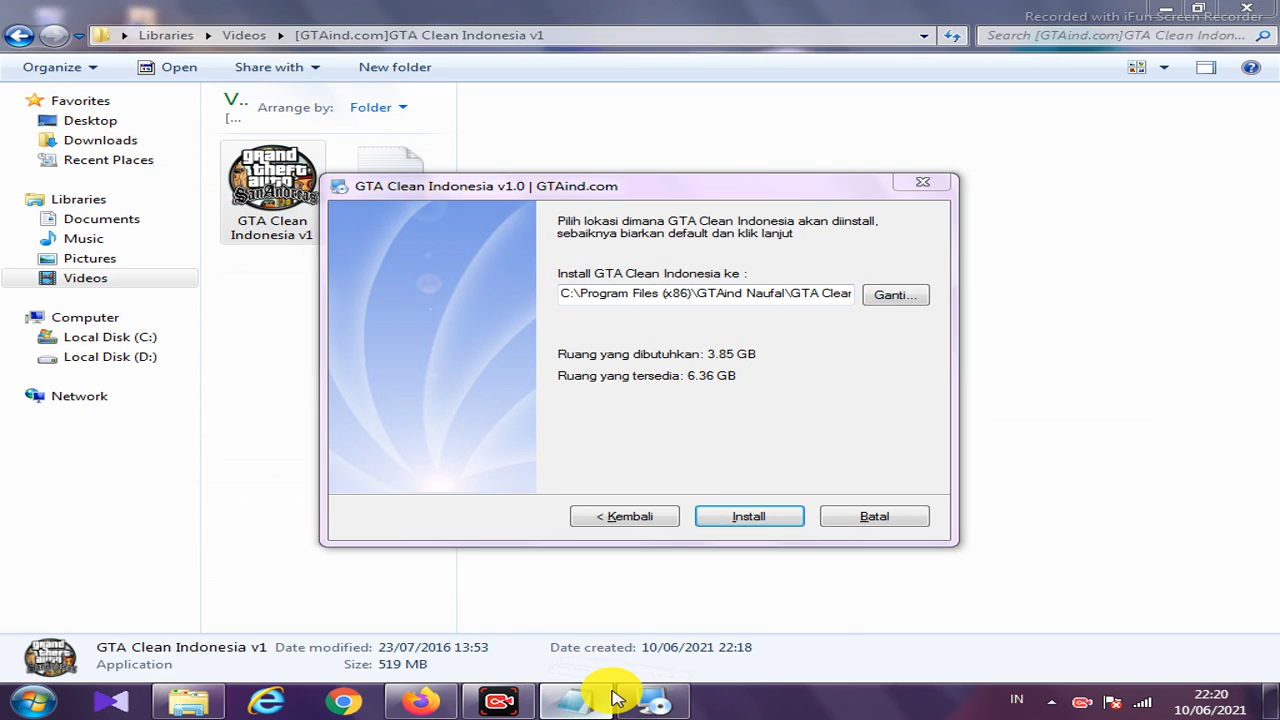 Recorded with iFun Screen Recorder
Libraries
Videos
[GTAind.com]GTA Clean Indonesia v1
Search [GTAind.com]GTA Clean Indon...
Organize
Open
Share with
New folder
Favorites
Desktop
Downloads
Recent Places
Libraries
Documents
Music
Pictures
Videos
Computer
Local Disk (C:)
Local Disk (D:)
Network
V..
[...
Arrange by:
Folder
grand
theft
auto
SanAndreas
GTA Clean
Indonesia v1
GTA Clean Indonesia v1.0 | GTAind.com
Pilih lokasi dimana GTA Clean Indonesia akan diinstall,
sebaiknya biarkan default dan klik lanjut
Install GTA Clean Indonesia ke :
C:\Program Files (x86)\GTAind Naufal\GTA Clear
Ganti...
Ruang yang dibutuhkan: 3.85 GB
Ruang yang tersedia: 6.36 GB
< Kembali
Install
Batal
GTA Clean Indonesia v1
Date modified: 23/07/2016 13:53
Date created: 10/06/2021 22:18
Application
Size: 519 MB
IN
22:20
10/06/2021